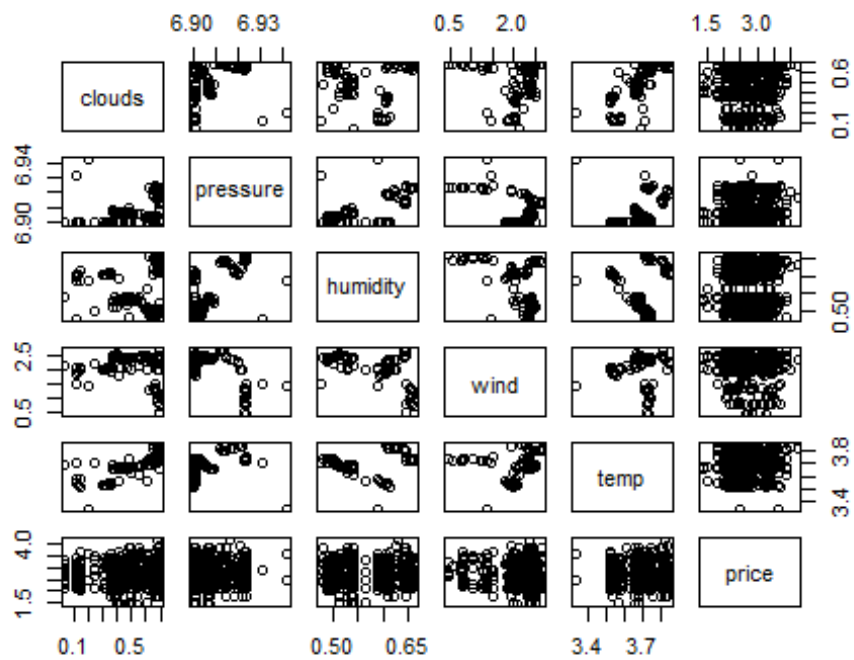 6.90 6.93 0.5 2.0 1.5 3.0
clouds 0.1 0.6
6.90 6.94 pressure
humidity 0.50
0.5 2.5 wind
temp 3.4 3.8
1.5 4.0 price
0.1 0.5 0.50 0.65 3.4 3.7